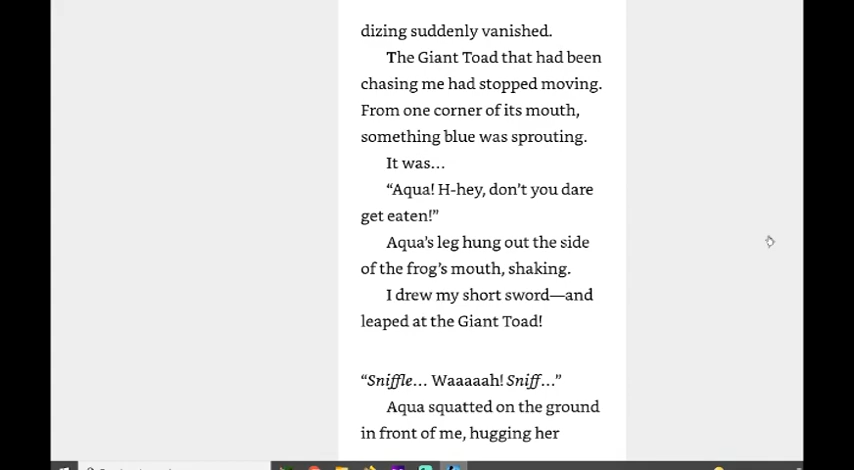 dizing suddenly vanished.
The Giant Toad that had been
chasing me had stopped moving.
From one corner of its mouth,
something blue was sprouting.
It was…
“Aqua! H-hey, don’t you dare
get eaten!”
Aqua’s leg hung out the side
of the frog’s mouth, shaking.
I drew my short sword—and
leaped at the Giant Toad!
“Sniffle… Waaaaah! Sniff…”
Aqua squatted on the ground
in front of me, hugging her